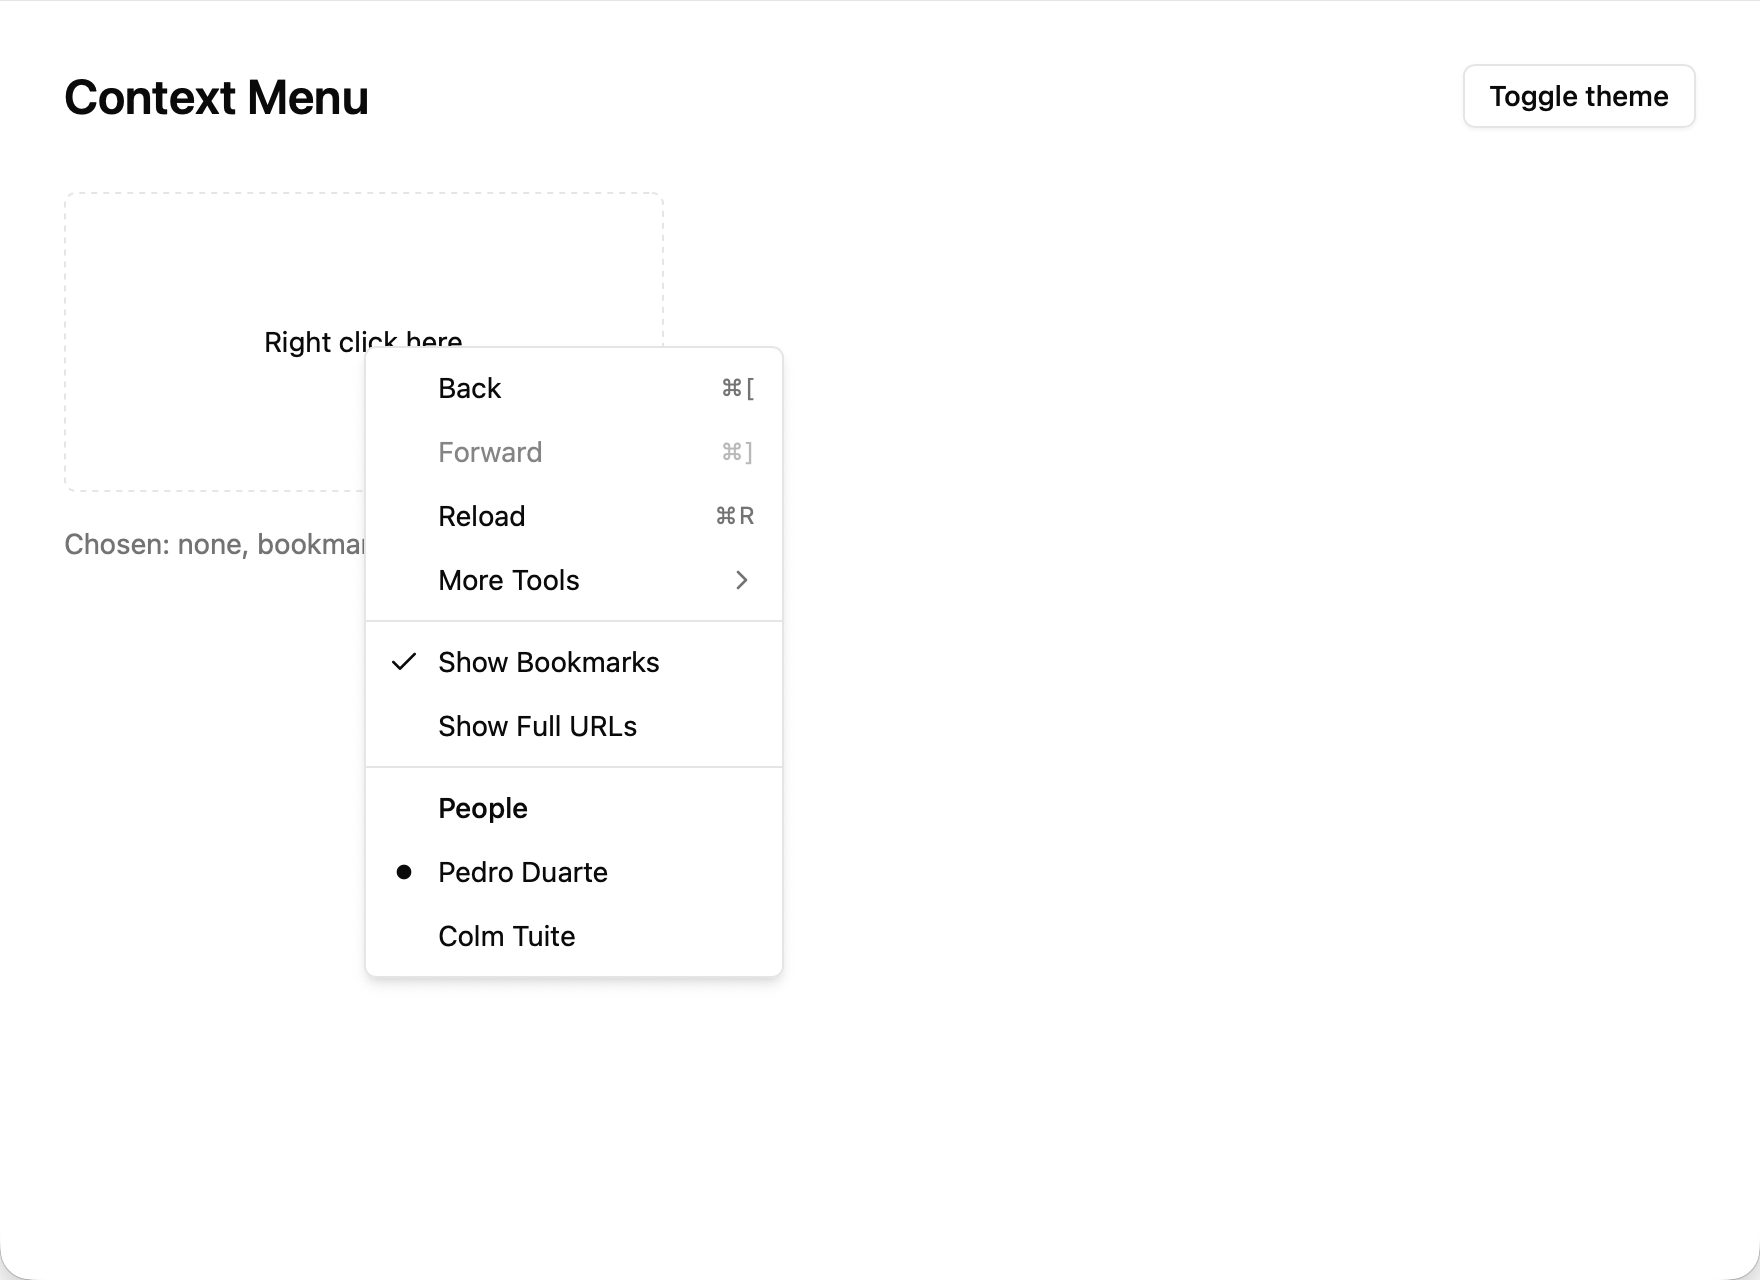 Context Menu
Toggle theme
Right click here
Back ⌘[
Forward ⌘]
Reload ⌘R
More Tools
Chosen: none,
Show Bookmarks
Show Full URLs
People
Pedro Duarte
Colm Tuite